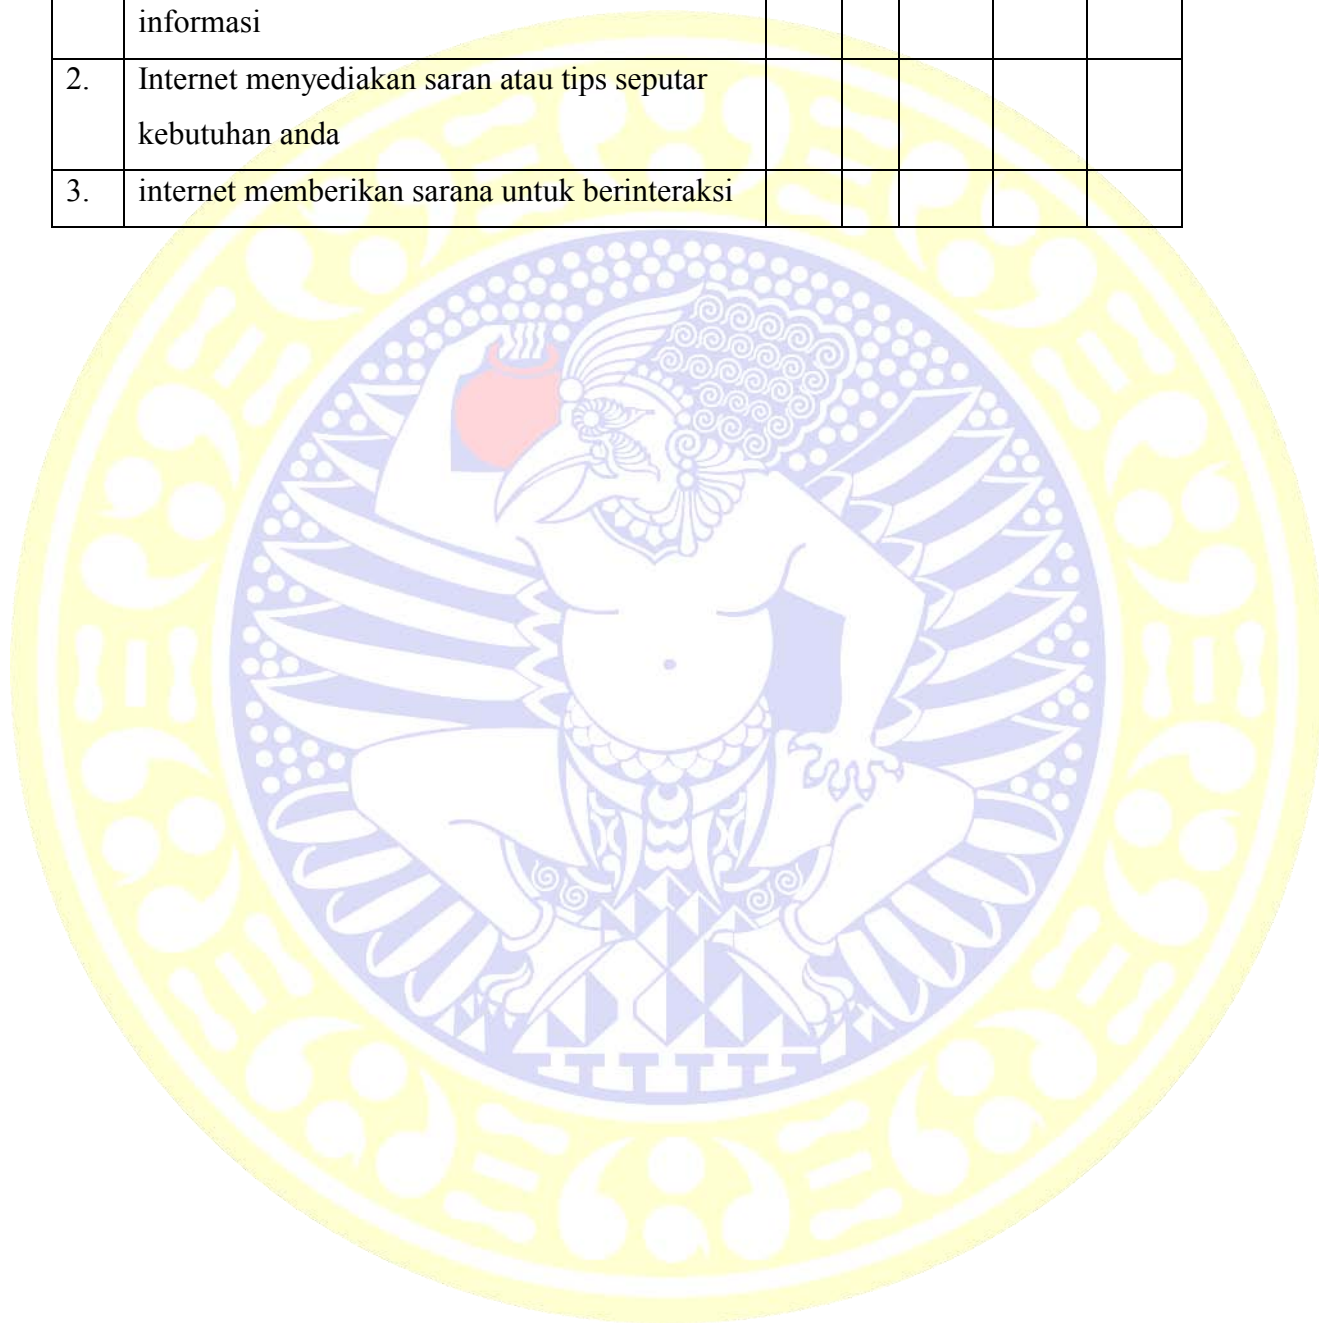 informasi
2. Internet menyediakan saran atau tips seputar
kebutuhan anda
3. internet memberikan sarana untuk berinteraksi